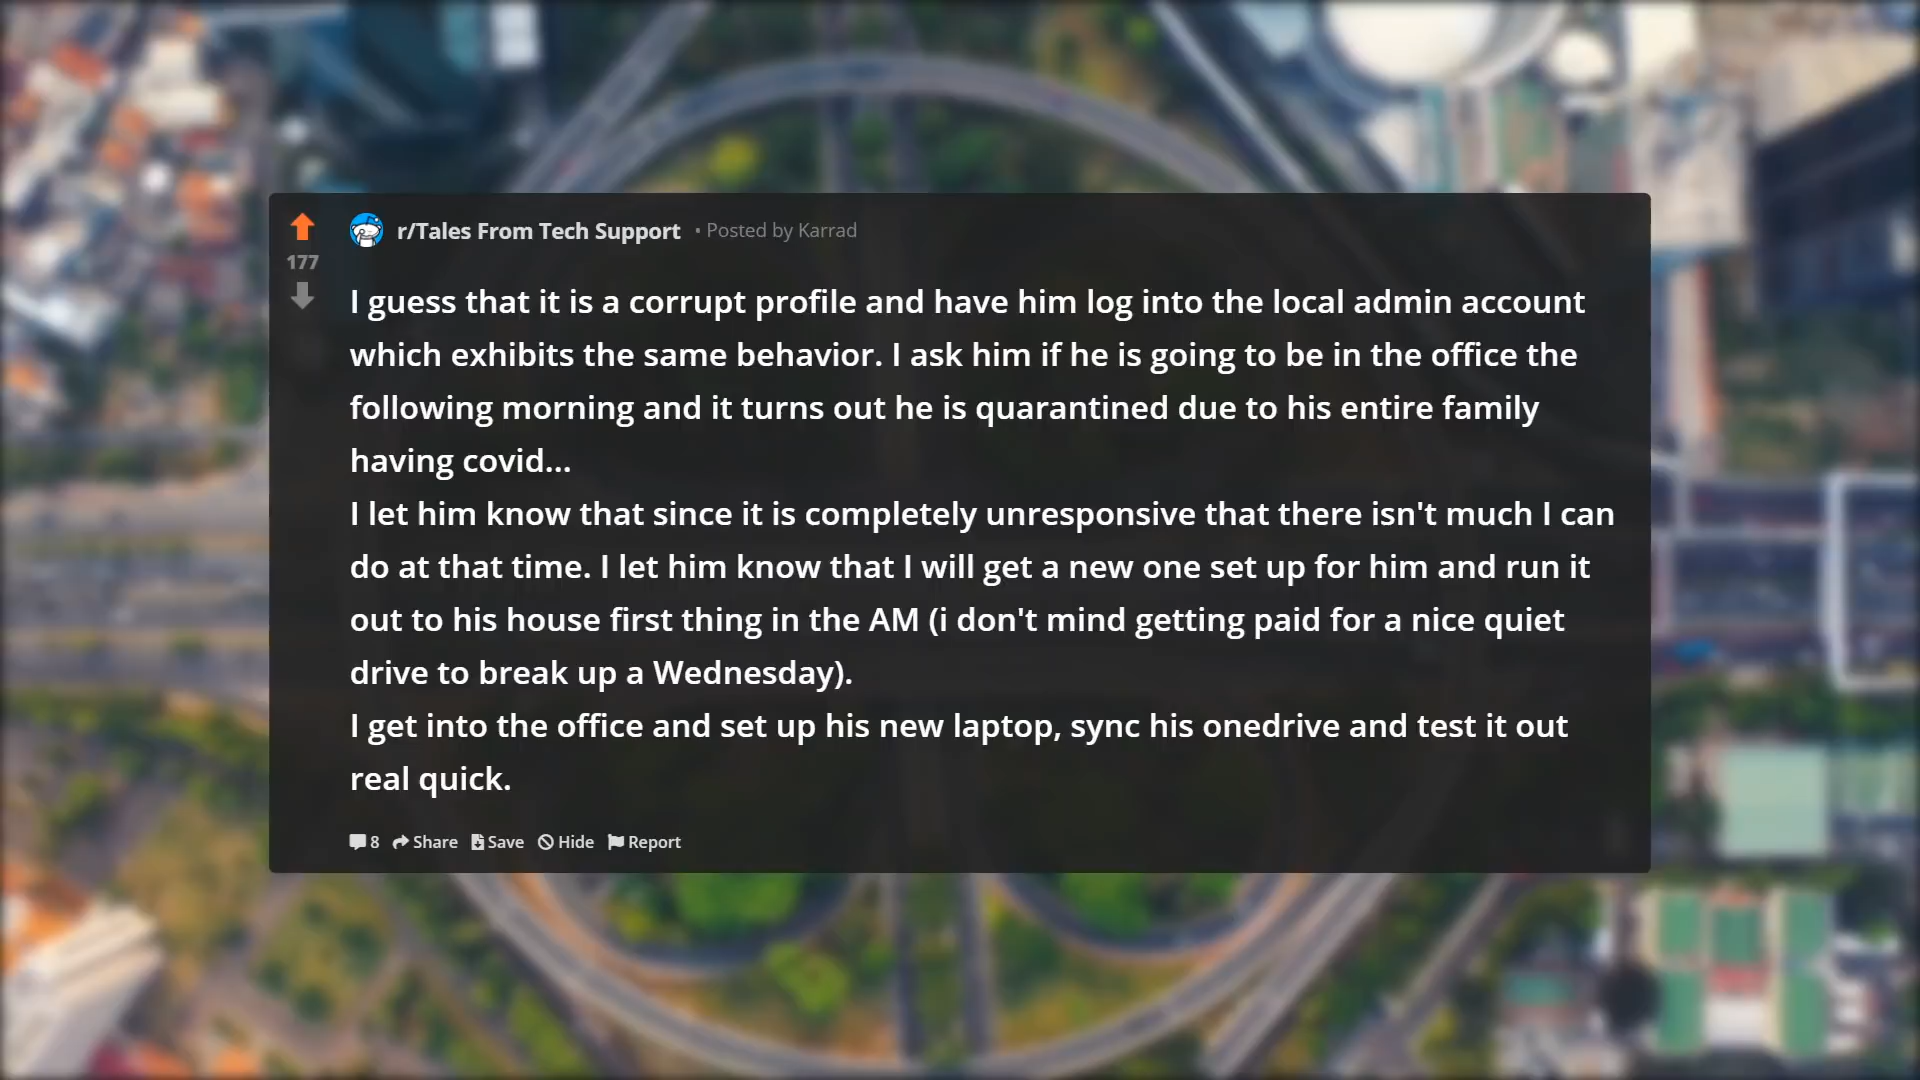 r/Tales From Tech Support • Posted by Karrad
177
I guess that it is a corrupt profile and have him log into the local admin account
which exhibits the same behavior. I ask him if he is going to be in the office the
following morning and it turns out he is quarantined due to his entire family
having covid...
I let him know that since it is completely unresponsive that there isn't much I can
do at that time. I let him know that I will get a new one set up for him and run it
out to his house first thing in the AM (i don't mind getting paid for a nice quiet
drive to break up a Wednesday).
I get into the office and set up his new laptop, sync his onedrive and test it out
real quick.
8 Share Save Hide Report